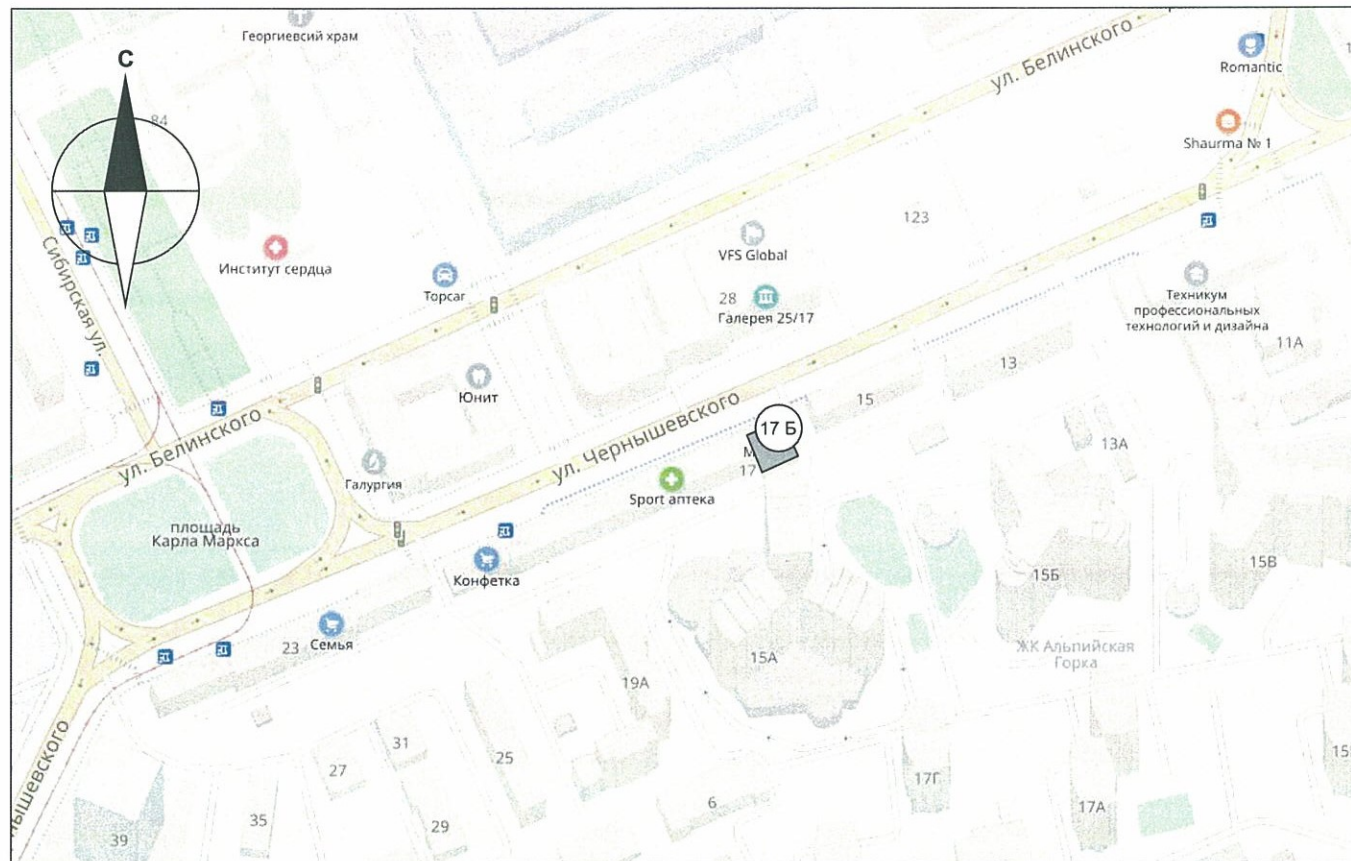 Георгиевсий храм
С
84
ул. Белинского
Romantic
Shaurma № 1
123
VFS Global
Сибирская ул.
Институт сердца
Topcar
28
Галерея 25/17
Техникум
профессиональных
технологий и дизайна
11А
13
Юнит
15
17 Б
ул. Чернышевского
13А
ул. Белинского
Галургия
17
Sport аптека
площадь
Карла Маркса
Конфетка
15Б
15В
23
Семья
15А
ЖК Альпийская
Горка
19А
31
27
25
17Г
17А
6
35
29
39